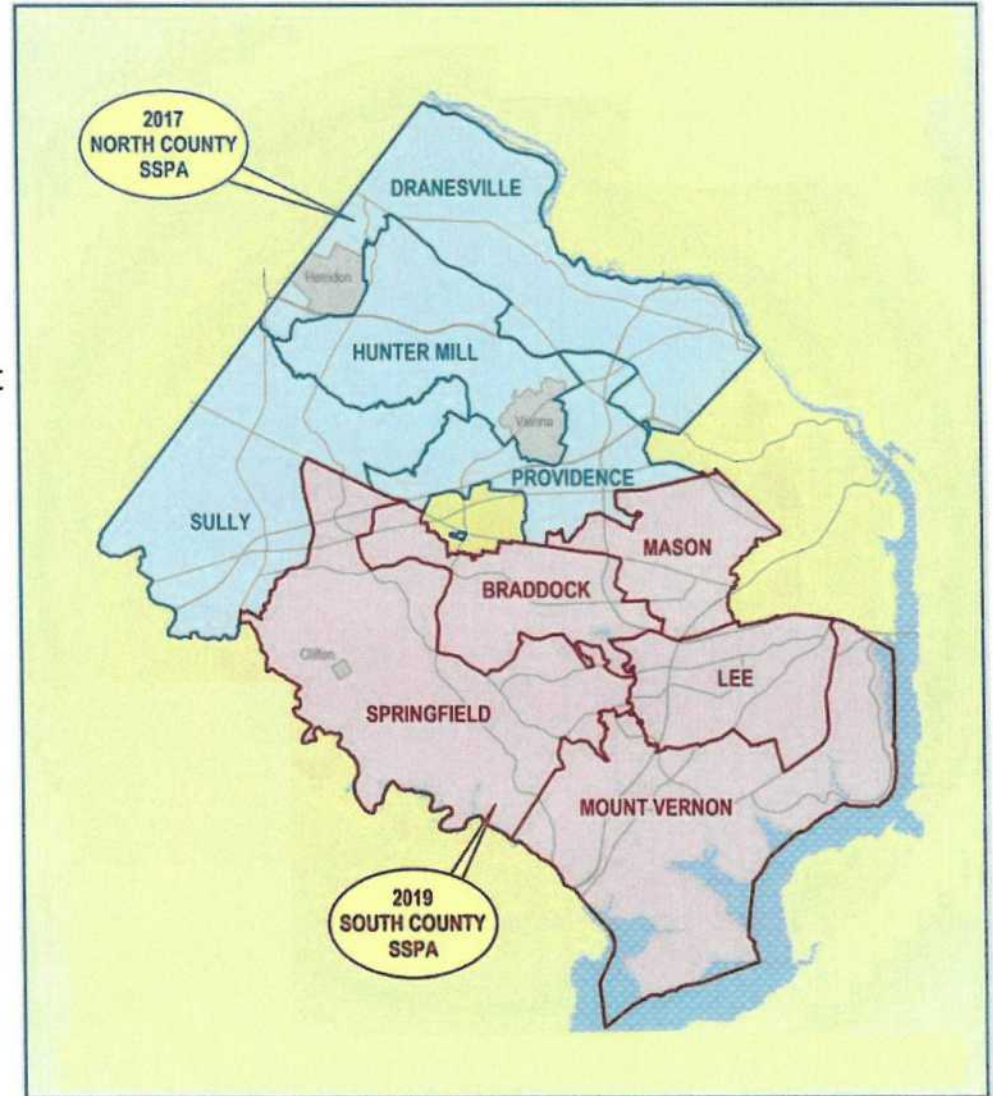 2017
NORTH COUNTY
SSPA
DRANESVILLE
Herndon
HUNTER MILL
Vienna
PROVIDENCE
SULLY
MASON
BRADDOCK
Clifton
LEE
SPRINGFIELD
MOUNT VERNON
2019
SOUTH COUNTY
SSPA